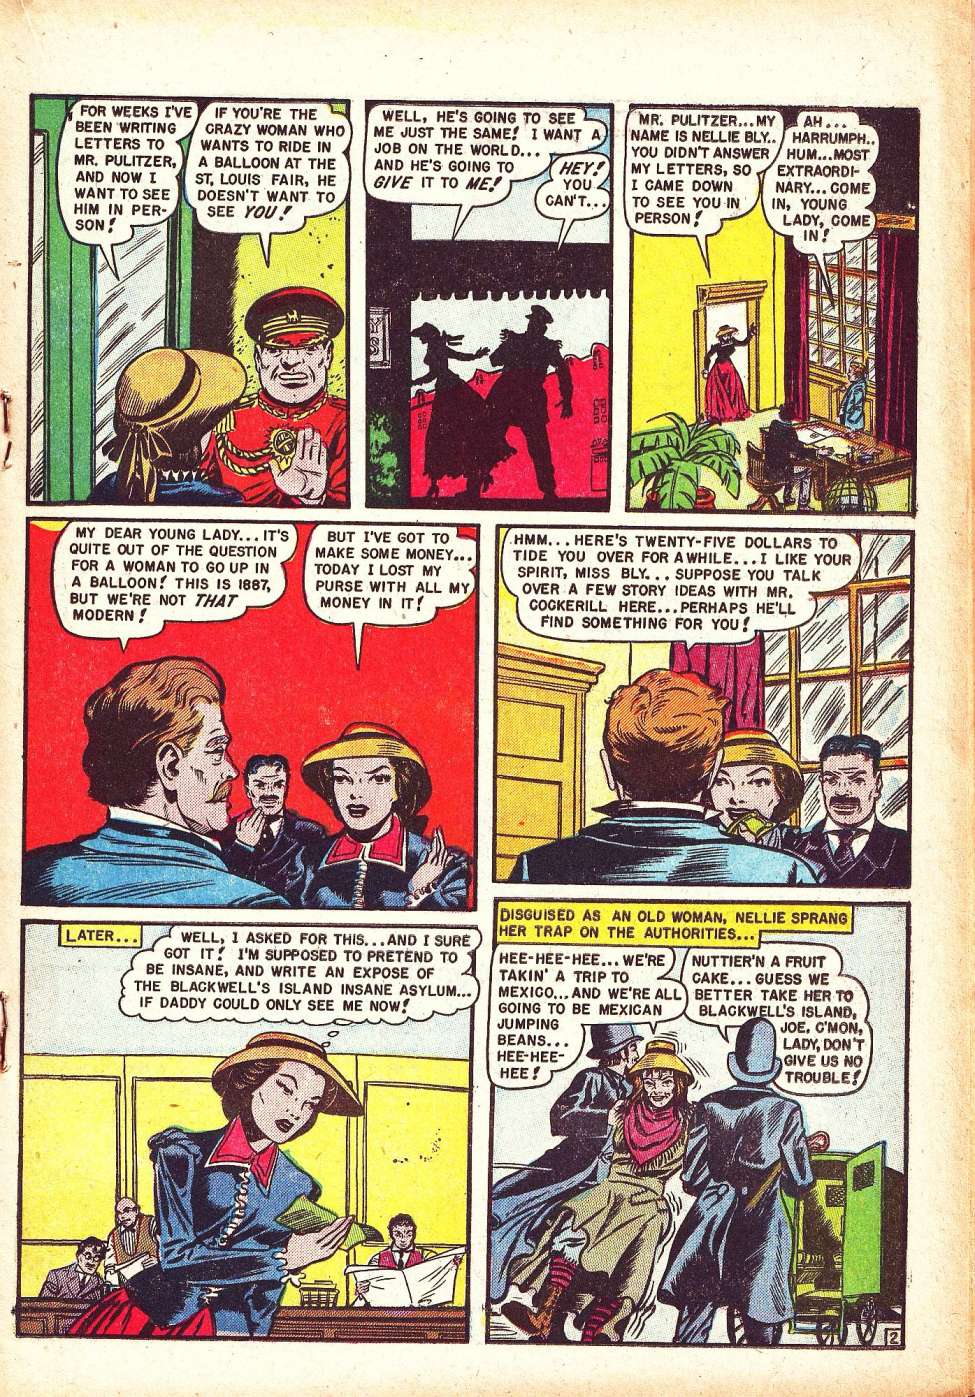 FOR WEEKS I'VE
BEEN WRITING
LETTERS TO
MR. PULITZER,
AND NOW I
WANT TO SEE
HIM IN PER-
SON!
IF YOU'RE THE
CRAZY WOMAN WHO
WANTS TO RIDE IN
A BALLOON AT THE
ST. LOUIS FAIR, HE
DOESN'T WANT TO
SEE YOU!
WELL, HE'S GOING TO SEE
ME JUST THE SAME! I WANT A
JOB ON THE WORLD...
AND HE'S GOING TO
GIVE IT TO ME!
HEY!
YOU
CAN'T...
MR. PULITZER...MY
NAME IS NELLIE BLY..
YOU DIDN'T ANSWER
MY LETTERS, SO
I CAME DOWN
TO SEE YOU IN
PERSON!
AH...
HARRUMPH..
HUM...MOST
EXTRAORDI-
NARY... COME
IN, YOUNG
LADY, COME
IN!
MY DEAR YOUNG LADY...IT'S
QUITE OUT OF THE QUESTION
FOR A WOMAN TO GO UP IN
A BALLOON! THIS IS 1887,
BUT WE'RE NOT THAT
MODERN!
BUT I'VE GOT TO
MAKE SOME MONEY...
TODAY I LOST MY
PURSE WITH ALL MY
MONEY IN IT!
HMM... HERE'S TWENTY-FIVE DOLLARS TO
TIDE YOU OVER FOR AWHILE...I LIKE YOUR
SPIRIT, MISS BLY... SUPPOSE YOU TALK
OVER A FEW STORY IDEAS WITH MR.
COCKERILL HERE...PERHAPS HE'LL
FIND SOMETHING FOR YOU!
LATER...
WELL, I ASKED FOR THIS...AND I SURE
GOT IT! I'M SUPPOSED TO PRETEND TO
BE INSANE, AND WRITE AN EXPOSE OF
THE BLACKWELL'S ISLAND INSANE ASYLUM...
IF DADDY COULD ONLY SEE ME NOW!
DISGUISED AS AN OLD WOMAN, NELLIE SPRANG
HER TRAP ON THE AUTHORITIES...
HEE-HEE-HEE... WE'RE
TAKIN' A TRIP TO
MEXICO...AND WE'RE ALL
GOING TO BE MEXICAN
JUMPING
BEANS...
HEE-HEE-
HEE!
NUTTIER'N A FRUIT
CAKE...GUESS WE
BETTER TAKE HER TO
BLACKWELL'S ISLAND,
JOE. C'MON,
LADY, DON'T
GIVE US NO
TROUBLE!
2